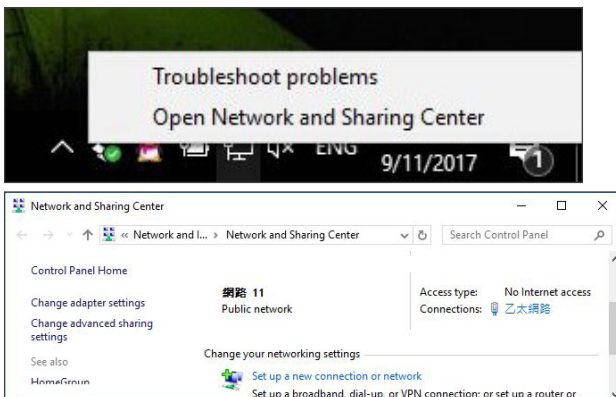 Troubleshoot problems
Open Network and Sharing Center
ENG
9/11/2017
1
Network and Sharing Center
« Network and I... › Network and Sharing Center
Search Control Panel
Control Panel Home
Change adapter settings
Change advanced sharing
settings
See also
HomeGroup
網路 11
Public network
Access type: No Internet access
Connections: 乙太網路
Change your networking settings
Set up a new connection or network
Set up a broadband, dial-up, or VPN connection; or set up a router or